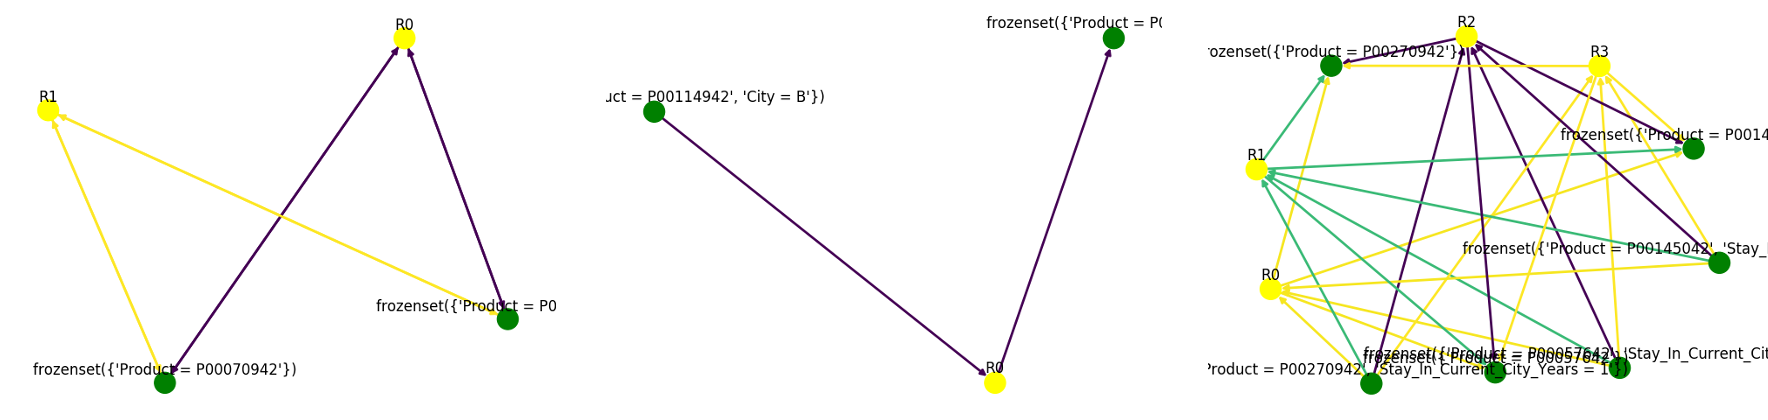 R0
R1
frozenset({'Product = P0
frozenset({'Product = P00070942'})
frozenset({'Product = P(
uct = P00114942', 'City = B'})
R0
R2
rozenset({'Product = P00270942'})
R3
frozenset({'Product = P0014
R1
frozenset({'Product = P00145042', 'Stay_I
R0
frozenset({'Product = P00057642', 'Stay_In_Current_Cit
frozenset({'Product = P00057642'})
Product = P00270942', 'Stay_In_Current_City_Years = 1'})